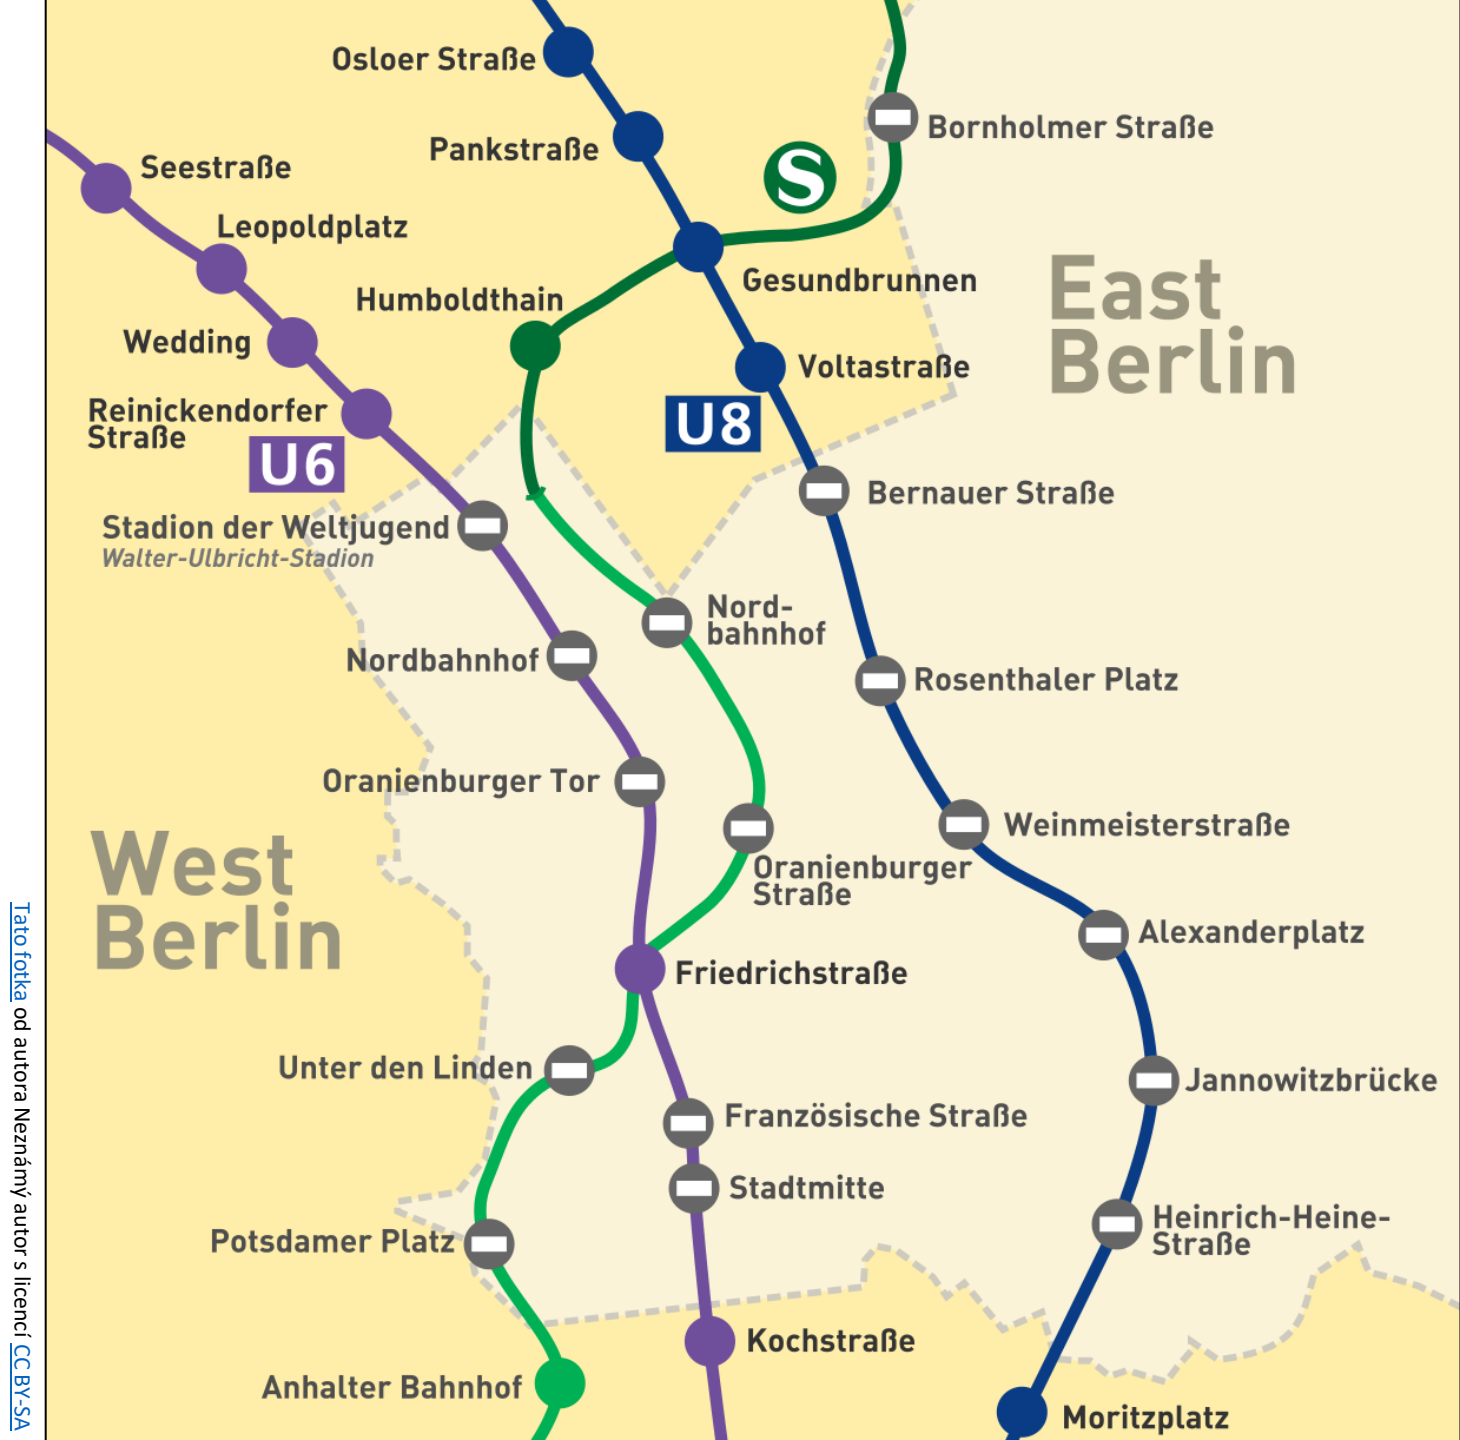 Osloer Straße
Bornholmer Straße
Pankstraße
Seestraße
S
Leopoldplatz
Gesundbrunnen
Humboldthain
East
Berlin
Wedding
Voltastraße
Reinickendorfer
Straße
U8
U6
Bernauer Straße
Stadion der Weltjugend
Walter-Ulbricht-Stadion
Nord-
bahnhof
Nordbahnhof
Rosenthaler Platz
Oranienburger Tor
Weinmeisterstraße
West
Berlin
Oranienburger
Straße
Alexanderplatz
Friedrichstraße
Unter den Linden
Jannowitzbrücke
Französische Straße
Stadtmitte
Heinrich-Heine-
Straße
Potsdamer Platz
Kochstraße
Anhalter Bahnhof
Moritzplatz
Tato fotka od autora Neznámý autor s licencí CC BY-SA